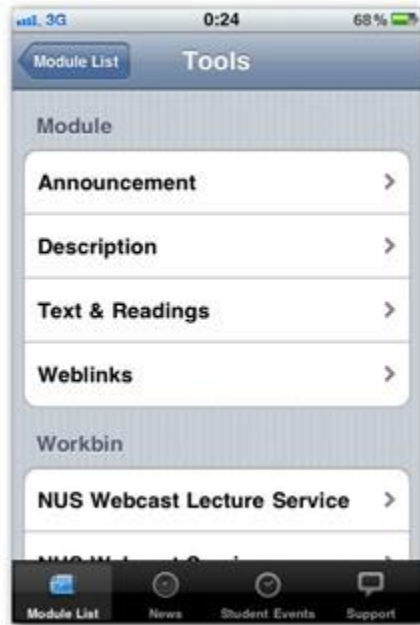 3G 0:24 68%
Module List Tools
Module
Announcement
Description
Text & Readings
Weblinks
Workbin
NUS Webcast Lecture Service
Module List News Student Events Support